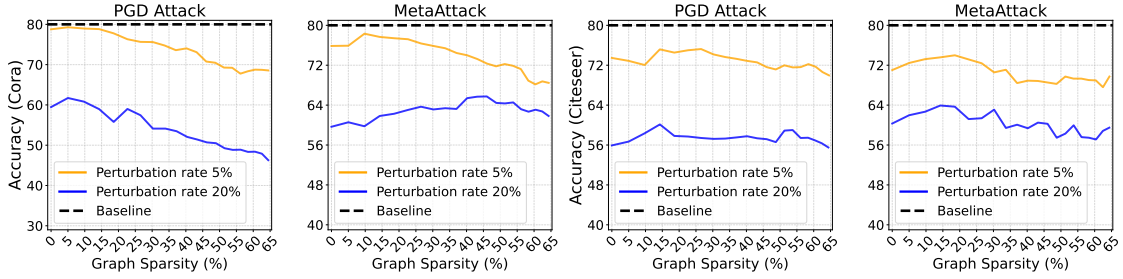 PGD Attack
Accuracy (Cora)
80
70
60
50
40
30
Perturbation rate 5%
Perturbation rate 20%
Baseline
0 5 10 15 20 25 30 35 40 45 50 55 60 65
Graph Sparsity (%)
MetaAttack
80
72
64
56
48
40
Perturbation rate 5%
Perturbation rate 20%
Baseline
0 5 10 15 20 25 30 35 40 45 50 55 60 65
Graph Sparsity (%)
PGD Attack
Accuracy (Citeseer)
80
72
64
56
48
40
Perturbation rate 5%
Perturbation rate 20%
Baseline
0 5 10 15 20 25 30 35 40 45 50 55 60 65
Graph Sparsity (%)
MetaAttack
80
72
64
56
48
40
Perturbation rate 5%
Perturbation rate 20%
Baseline
0 5 10 15 20 25 30 35 40 45 50 55 60 65
Graph Sparsity (%)